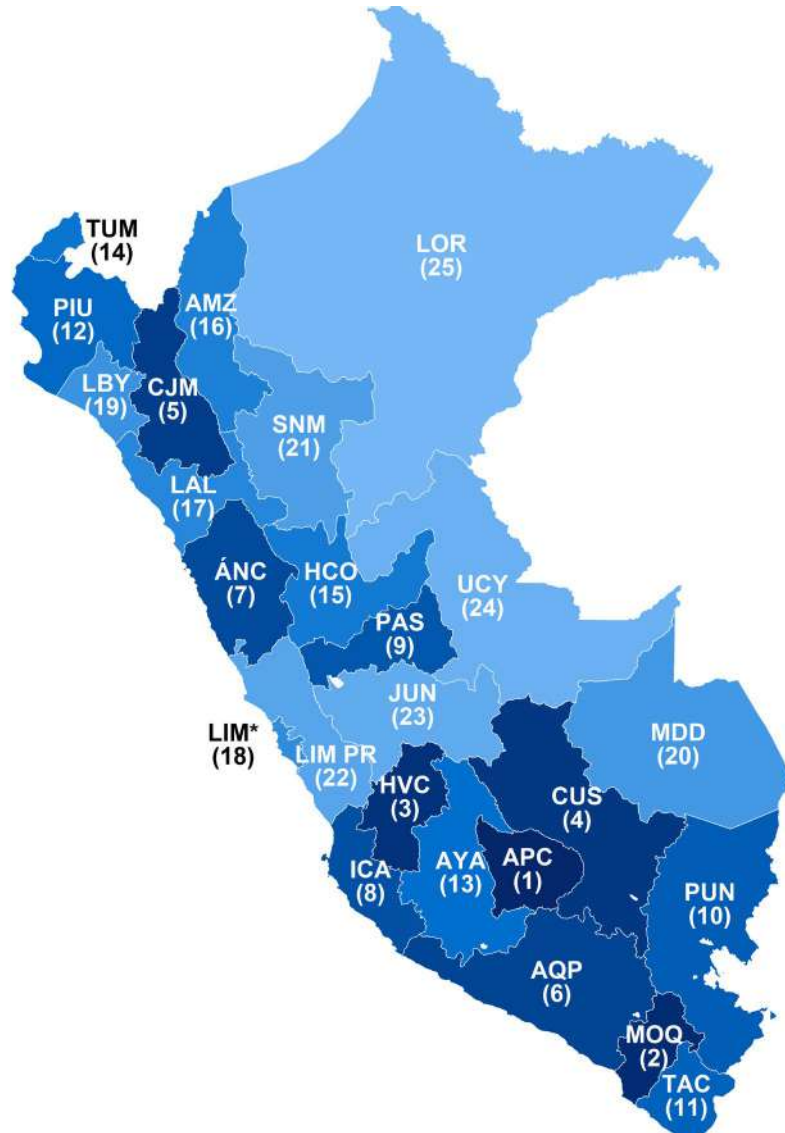 TUM
(14)
LOR
(25)
PIU
(12)
AMZ
(16)
LBY
(19)
CJM
(5)
SNM
(21)
LAL
(17)
ÁNC
(7)
HCO
(15)
UCY
(24)
PAS
(9)
JUN
(23)
LIM*
(18)
LIM PR
(22)
MDD
(20)
HVC
(3)
CUS
(4)
ICA
(8)
AYA
(13)
APC
(1)
PUN
(10)
AQP
(6)
MOQ
(2)
TAC
(11)